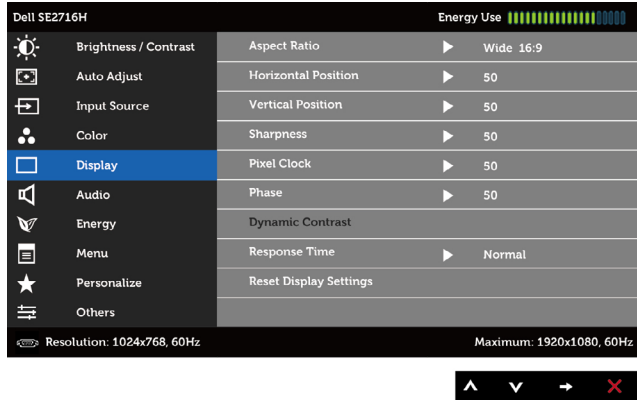 Dell SE2716H Energy Use
Brightness / Contrast Aspect Ratio Wide 16:9
Auto Adjust Horizontal Position 50
Input Source Vertical Position 50
Color Sharpness 50
Display Pixel Clock 50
Audio Phase 50
Energy Dynamic Contrast
Menu Response Time Normal
Personalize Reset Display Settings
Others
Resolution: 1024x768, 60Hz Maximum: 1920x1080, 60Hz